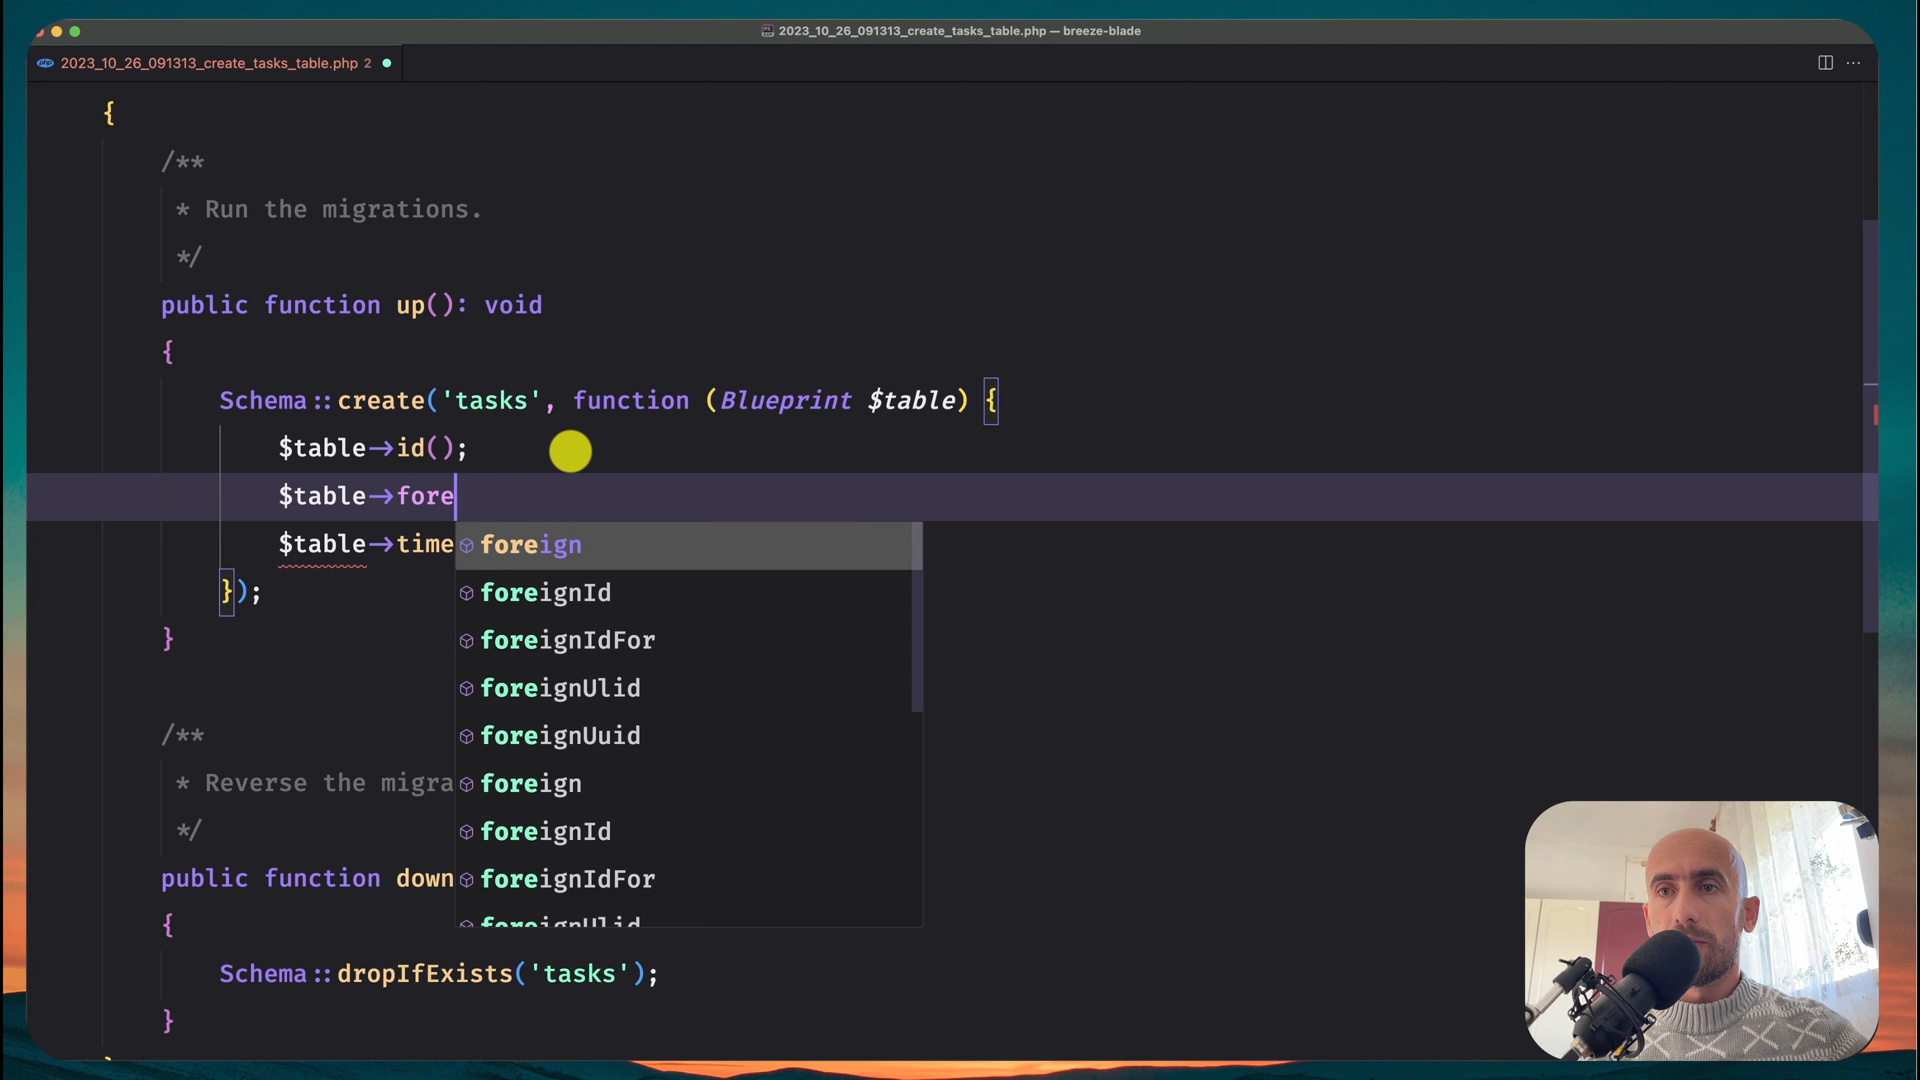 2023_10_26_091313_create_tasks_table.php — breeze-blade
php 2023_10_26_091313_create_tasks_table.php 2
{
/**
* Run the migrations.
*/
public function up(): void
{
Schema::create('tasks', function (Blueprint $table) {
$table->id();
$table->fore
$table->time
foreign
foreignId
});
foreignIdFor
}
foreignUlid
/**
foreignUuid
* Reverse the migra
foreign
*/
foreignId
public function down
foreignIdFor
{
foreignUlid
Schema::dropIfExists('tasks');
}